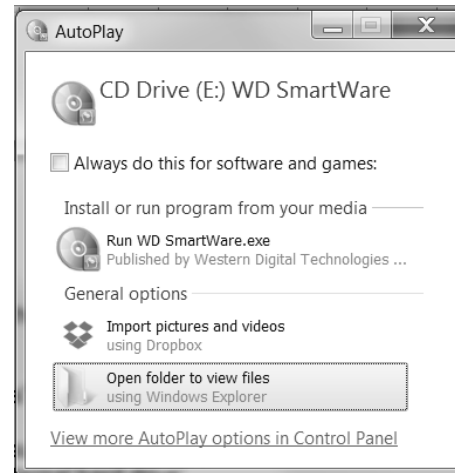 AutoPlay
CD Drive (E:) WD SmartWare
Always do this for software and games:
Install or run program from your media
Run WD SmartWare.exe
Published by Western Digital Technologies ...
General options
Import pictures and videos
using Dropbox
Open folder to view files
using Windows Explorer
View more AutoPlay options in Control Panel